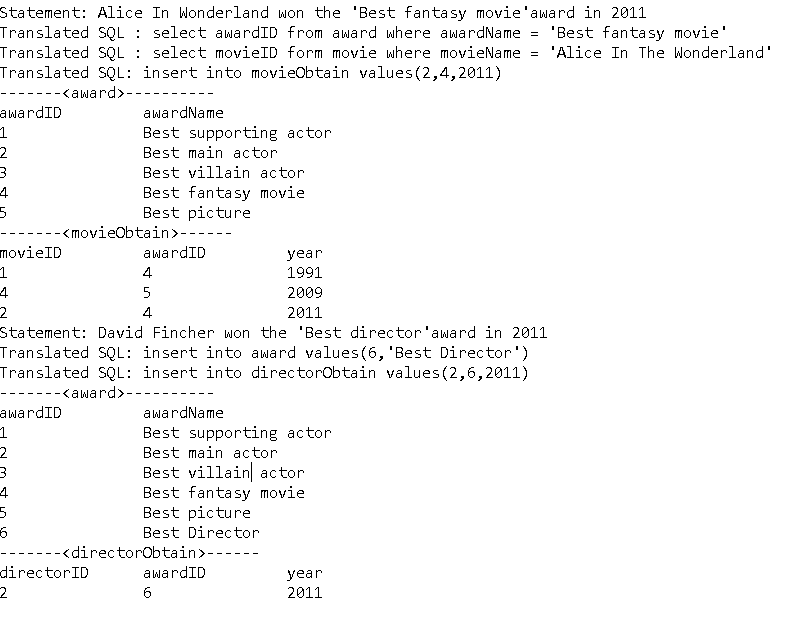 Statement: Alice In Wonderland won the 'Best fantasy movie'award in 2011
Translated SQL : select awardID from award where awardName = 'Best fantasy movie'
Translated SQL : select movieID form movie where movieName = 'Alice In The Wonderland'
Translated SQL: insert into movieObtain values(2,4,2011)
-------<award>----------
awardID awardName
1 Best supporting actor
2 Best main actor
3 Best villain actor
4 Best fantasy movie
5 Best picture
-------<movieObtain>------
movieID awardID year
1 4 1991
4 5 2009
2 4 2011
Statement: David Fincher won the 'Best director'award in 2011
Translated SQL: insert into award values(6,'Best Director')
Translated SQL: insert into directorObtain values(2,6,2011)
-------<award>----------
awardID awardName
1 Best supporting actor
2 Best main actor
3 Best villain actor
4 Best fantasy movie
5 Best picture
6 Best Director
-------<directorObtain>------
directorID awardID year
2 6 2011